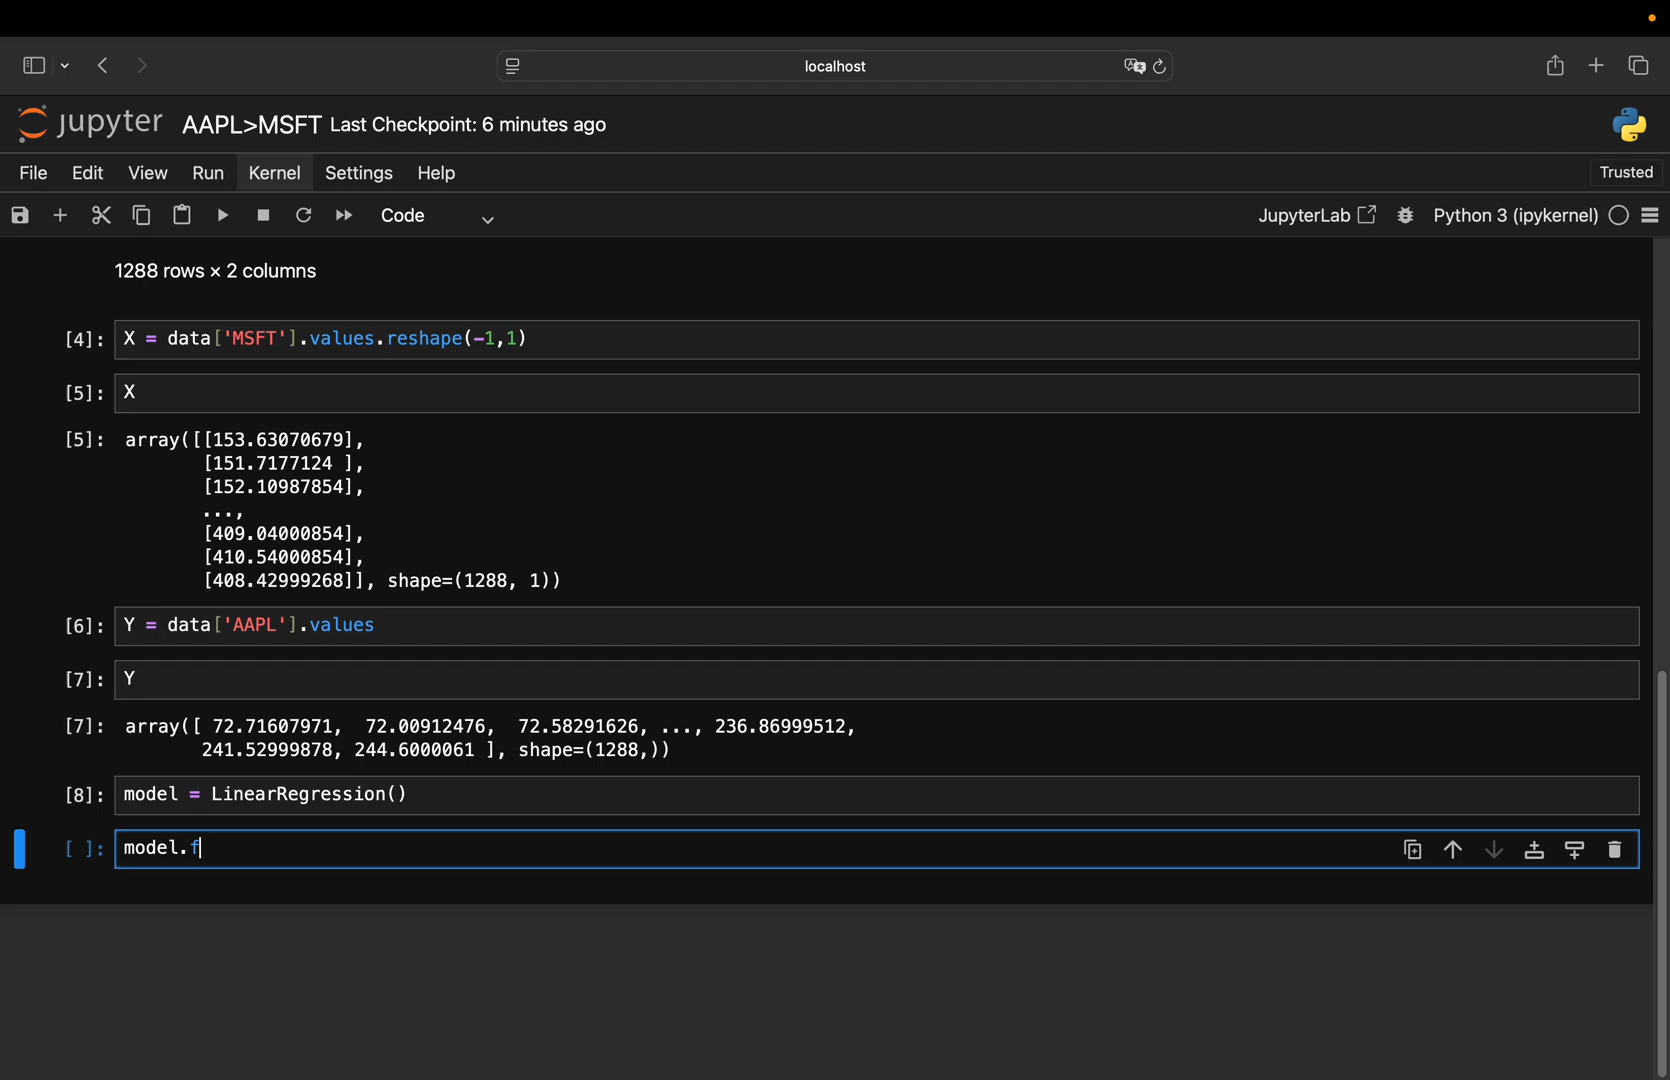 localhost
jupyter AAPL>MSFT Last Checkpoint: 6 minutes ago
File Edit View Run Kernel Settings Help Trusted
Code JupyterLab Python 3 (ipykernel)
1288 rows × 2 columns
[4]: X = data['MSFT'].values.reshape(-1,1)
[5]: X
[5]: array([[153.63070679],
[151.7177124 ],
[152.10987854],
...,
[409.04000854],
[410.54000854],
[408.42999268]], shape=(1288, 1))
[6]: Y = data['AAPL'].values
[7]: Y
[7]: array([ 72.71607971,  72.00912476,  72.58291626, ..., 236.86999512,
241.52999878, 244.6000061 ], shape=(1288,))
[8]: model = LinearRegression()
[ ]: model.f